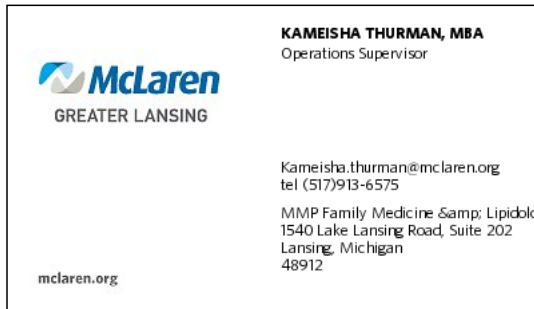 KAMEISHA THURMAN, MBA
Operations Supervisor
McLaren
GREATER LANSING
Kameisha.thurman@mclaren.org
tel (517)913-6575
MMP Family Medicine &amp; Lipidolo
1540 Lake Lansing Road, Suite 202
Lansing, Michigan
48912
mclaren.org